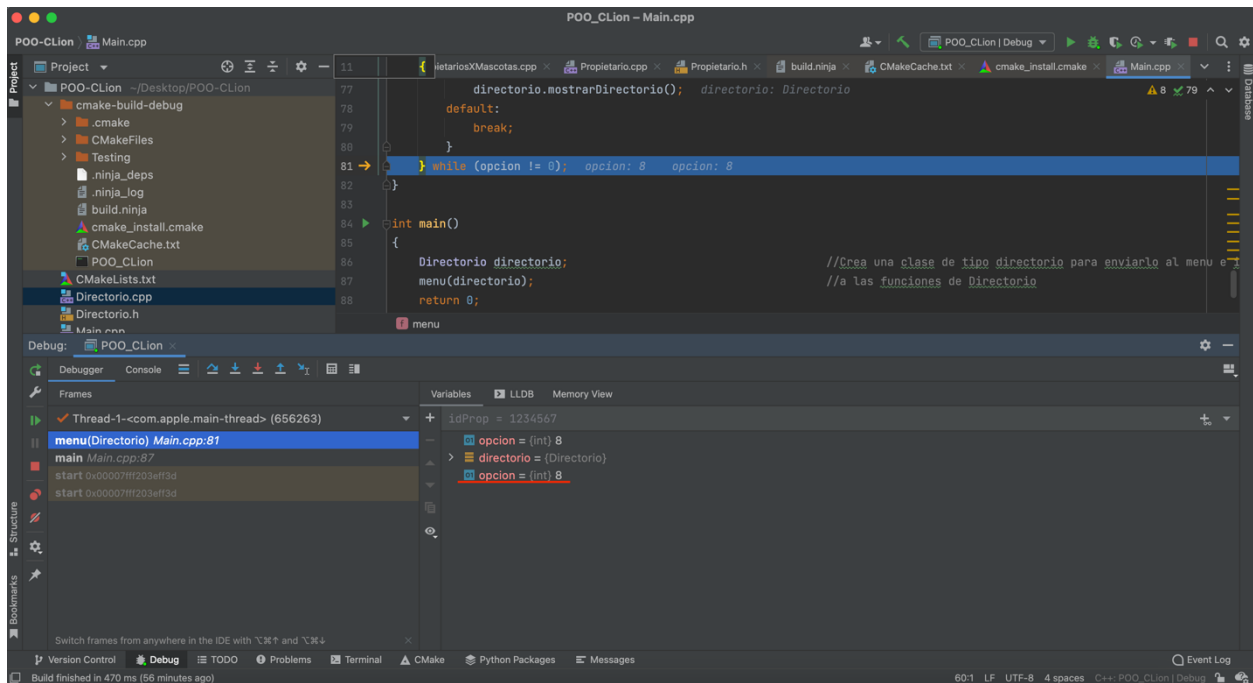 POO_CLion – Main.cpp
POO-CLion Main.cpp
POO_CLion | Debug
Project
Project
11 { ietariosXMascotas.cpp Propietario.cpp Propietario.h build.ninja CMakeCache.txt cmake_install.cmake Main.cpp
POO-CLion ~/Desktop/POO-CLion
cmake-build-debug
.cmake
CMakeFiles
Testing
.ninja_deps
.ninja_log
build.ninja
cmake_install.cmake
CMakeCache.txt
POO_CLion
CMakeLists.txt
Directorio.cpp
Directorio.h
Main.cpp
77 directorio.mostrarDirectorio(); directorio: Directorio
8 79
78 default:
79 break;
80 }
81 } while (opcion != 0); opcion: 8 opcion: 8
82 }
83
84 int main()
85 {
86 Directorio directorio; //Crea una clase de tipo directorio para enviarlo al menu e i
87 menu(directorio); //a las funciones de Directorio
88 return 0;
f menu
Database
Debug: POO_CLion
Debugger Console
Frames
Thread-1-<com.apple.main-thread> (656263)
menu(Directorio) Main.cpp:81
main Main.cpp:87
start 0x00007fff203eff3d
start 0x00007fff203eff3d
Switch frames from anywhere in the IDE with ⌥⌘↑ and ⌥⌘↓
Variables LLDB Memory View
idProp = 1234567
opcion = {int} 8
directorio = {Directorio}
opcion = {int} 8
Structure
Bookmarks
Version Control Debug TODO Problems Terminal CMake Python Packages Messages Event Log
Build finished in 470 ms (56 minutes ago) 60:1 LF UTF-8 4 spaces C++: POO_CLion | Debug